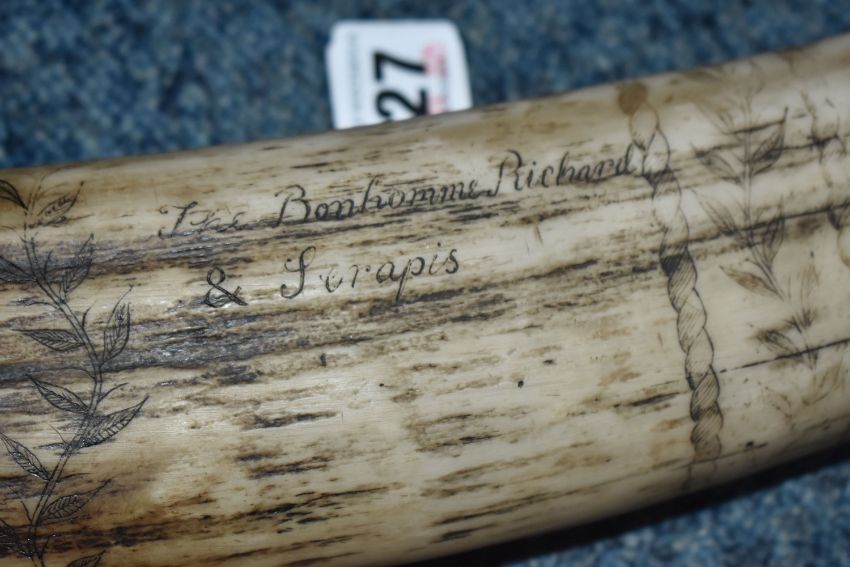 27
The Bonhomme Richard
& Serapis